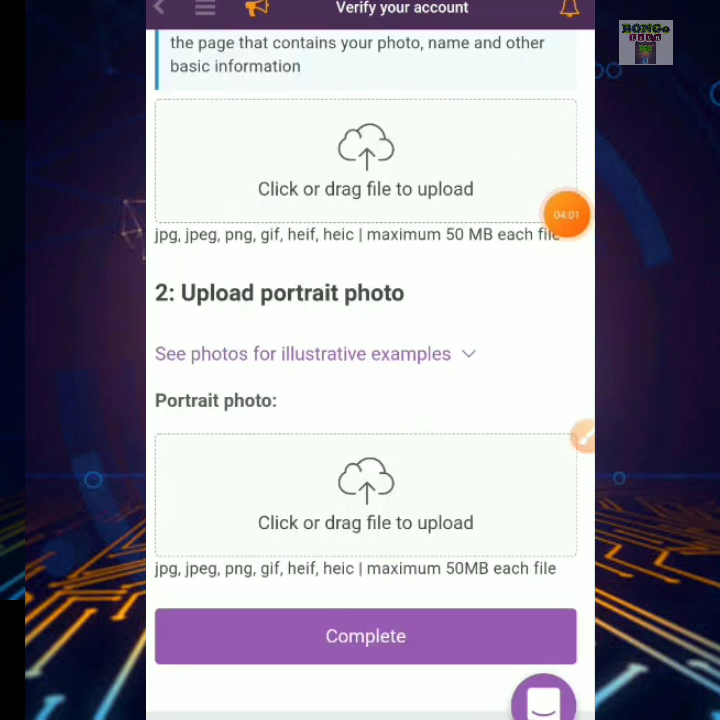 Verify your account
the page that contains your photo, name and other
basic information
Click or drag file to upload
04:01
jpg, jpeg, png, gif, heif, heic | maximum 50 MB each file
2: Upload portrait photo
See photos for illustrative examples
Portrait photo:
Click or drag file to upload
jpg, jpeg, png, gif, heif, heic | maximum 50MB each file
Complete